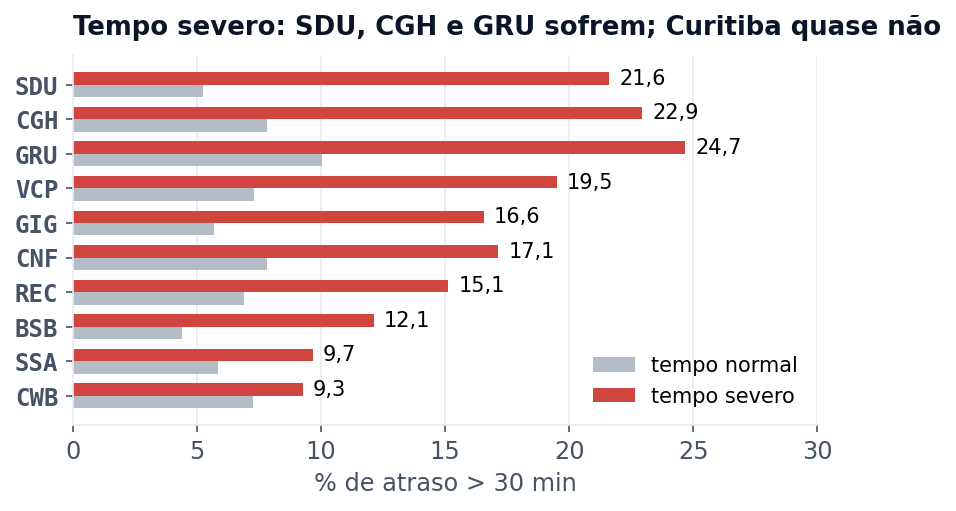 Tempo severo: SDU, CGH e GRU sofrem; Curitiba quase não
SDU 21,6
CGH 22,9
GRU 24,7
VCP 19,5
GIG 16,6
CNF 17,1
REC 15,1
BSB 12,1
SSA 9,7
CWB 9,3
tempo normal
tempo severo
0 5 10 15 20 25 30
% de atraso > 30 min